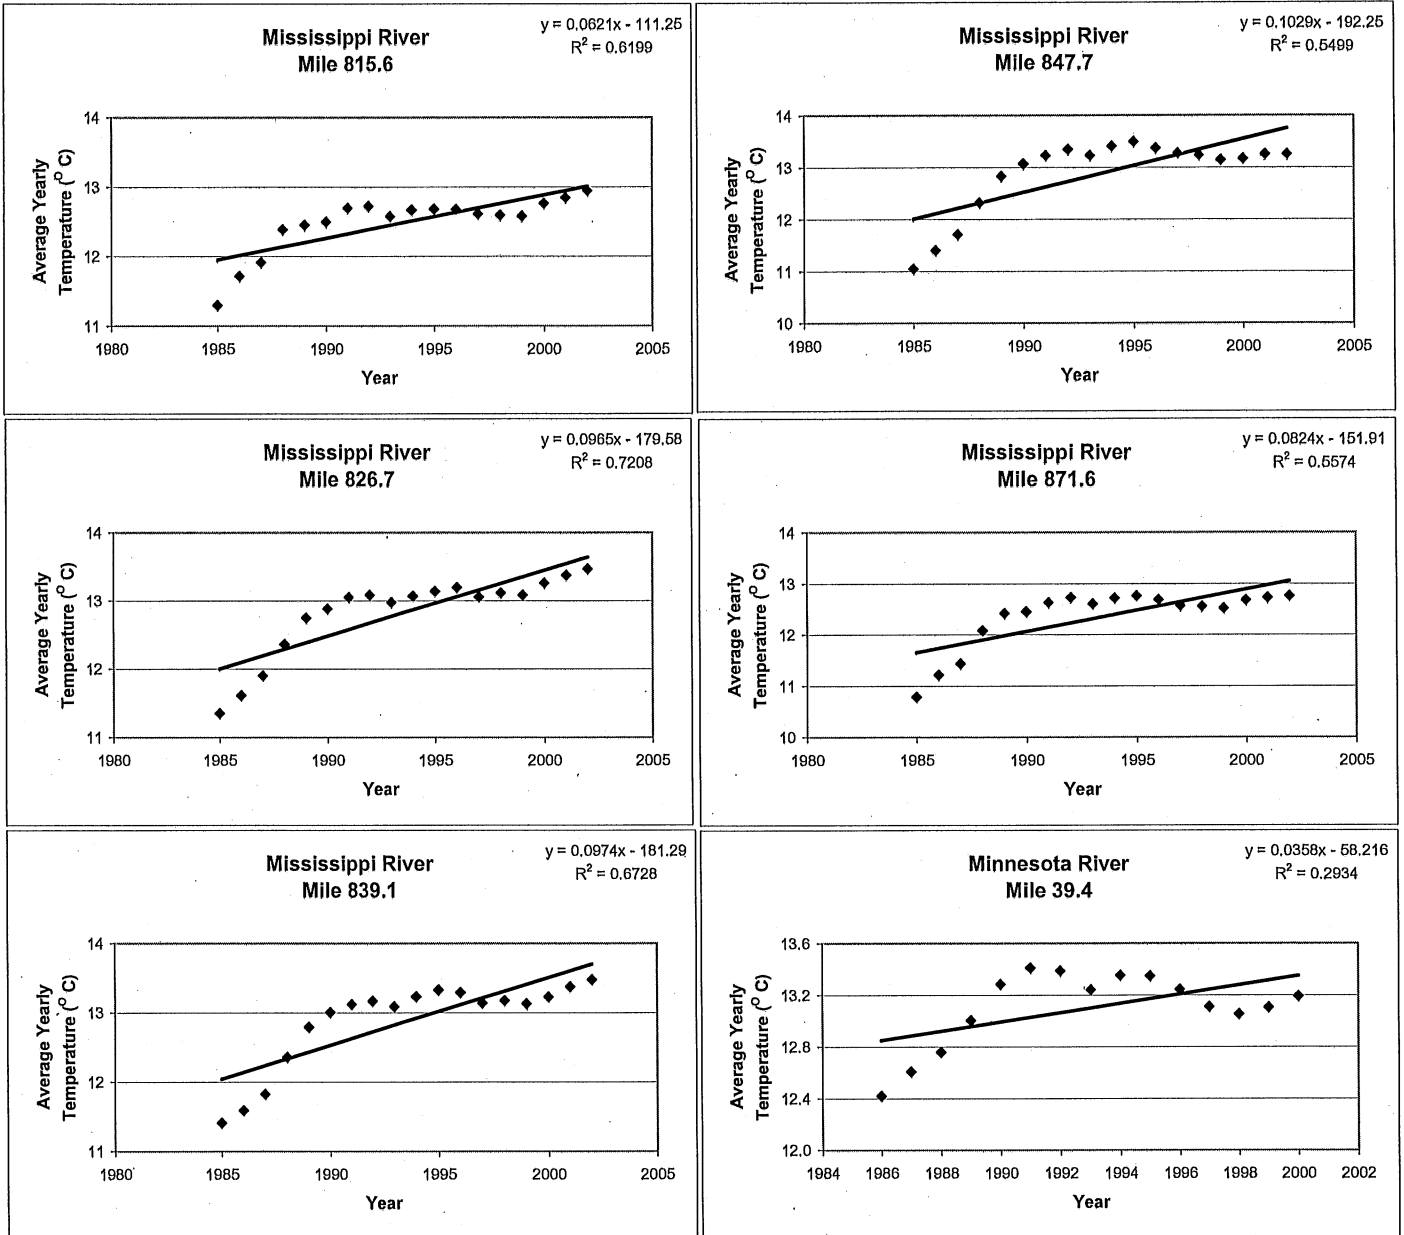 y = 0.0621x - 111.25
R² = 0.6199
Mississippi River
Mile 815.6
14
13
12
11
Average Yearly
Temperature (° C)
1980 1985 1990 1995 2000 2005
Year
y = 0.1029x - 192.25
R² = 0.5499
Mississippi River
Mile 847.7
14
13
12
11
10
Average Yearly
Temperature (° C)
1980 1985 1990 1995 2000 2005
Year
y = 0.0965x - 179.58
R² = 0.7208
Mississippi River
Mile 826.7
14
13
12
11
Average Yearly
Temperature (° C)
1980 1985 1990 1995 2000 2005
Year
y = 0.0824x - 151.91
R² = 0.5574
Mississippi River
Mile 871.6
14
13
12
11
10
Average Yearly
Temperature (° C)
1980 1985 1990 1995 2000 2005
Year
y = 0.0974x - 181.29
R² = 0.6728
Mississippi River
Mile 839.1
14
13
12
11
Average Yearly
Temperature (° C)
1980 1985 1990 1995 2000 2005
Year
y = 0.0358x - 58.216
R² = 0.2934
Minnesota River
Mile 39.4
13.6
13.2
12.8
12.4
12.0
Average Yearly
Temperature (° C)
1984 1986 1988 1990 1992 1994 1996 1998 2000 2002
Year